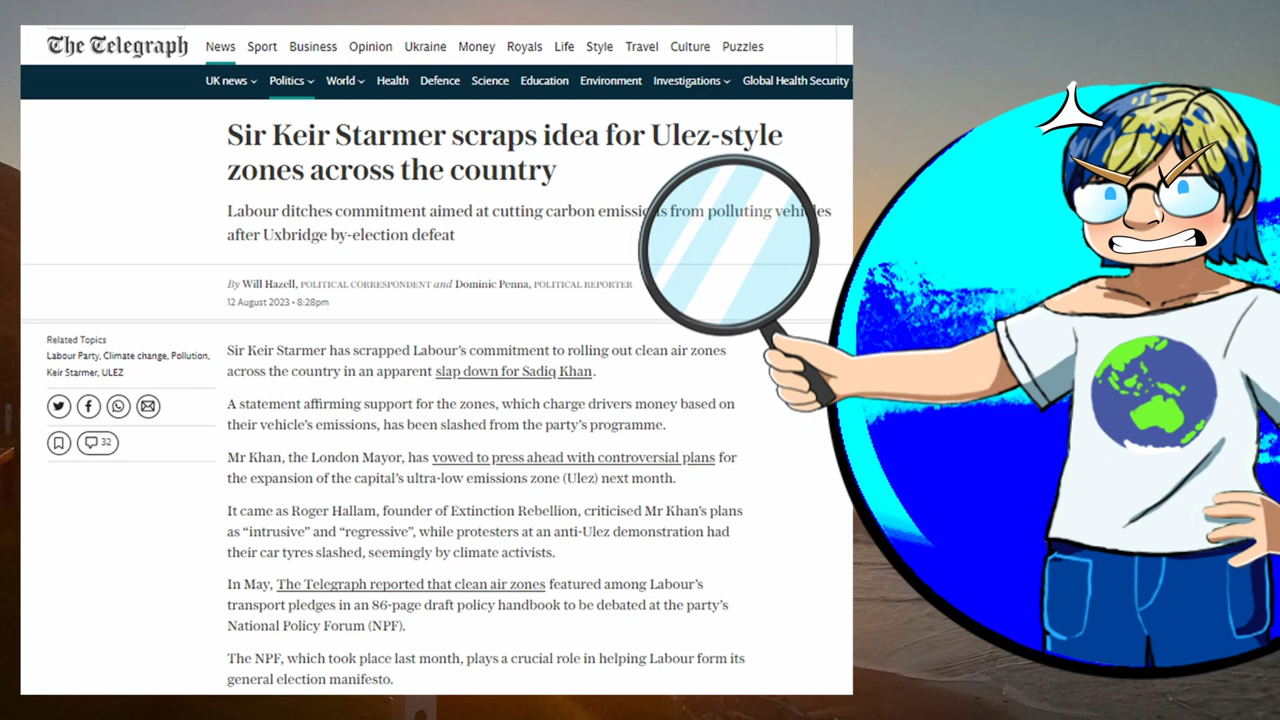 The Telegraph
News Sport Business Opinion Ukraine Money Royals Life Style Travel Culture Puzzles
UK news Politics World Health Defence Science Education Environment Investigations Global Health Security
Sir Keir Starmer scraps idea for Ulez-style
zones across the country
Labour ditches commitment aimed at cutting carbon emissions from polluting vehicles
after Uxbridge by-election defeat
By Will Hazell, POLITICAL CORRESPONDENT and Dominic Penna, POLITICAL REPORTER
12 August 2023 • 8:28pm
Related Topics
Labour Party, Climate change, Pollution,
Keir Starmer, ULEZ
32
Sir Keir Starmer has scrapped Labour's commitment to rolling out clean air zones
across the country in an apparent slap down for Sadiq Khan.
A statement affirming support for the zones, which charge drivers money based on
their vehicle's emissions, has been slashed from the party's programme.
Mr Khan, the London Mayor, has vowed to press ahead with controversial plans for
the expansion of the capital's ultra-low emissions zone (Ulez) next month.
It came as Roger Hallam, founder of Extinction Rebellion, criticised Mr Khan's plans
as “intrusive” and “regressive”, while protesters at an anti-Ulez demonstration had
their car tyres slashed, seemingly by climate activists.
In May, The Telegraph reported that clean air zones featured among Labour's
transport pledges in an 86-page draft policy handbook to be debated at the party's
National Policy Forum (NPF).
The NPF, which took place last month, plays a crucial role in helping Labour form its
general election manifesto.